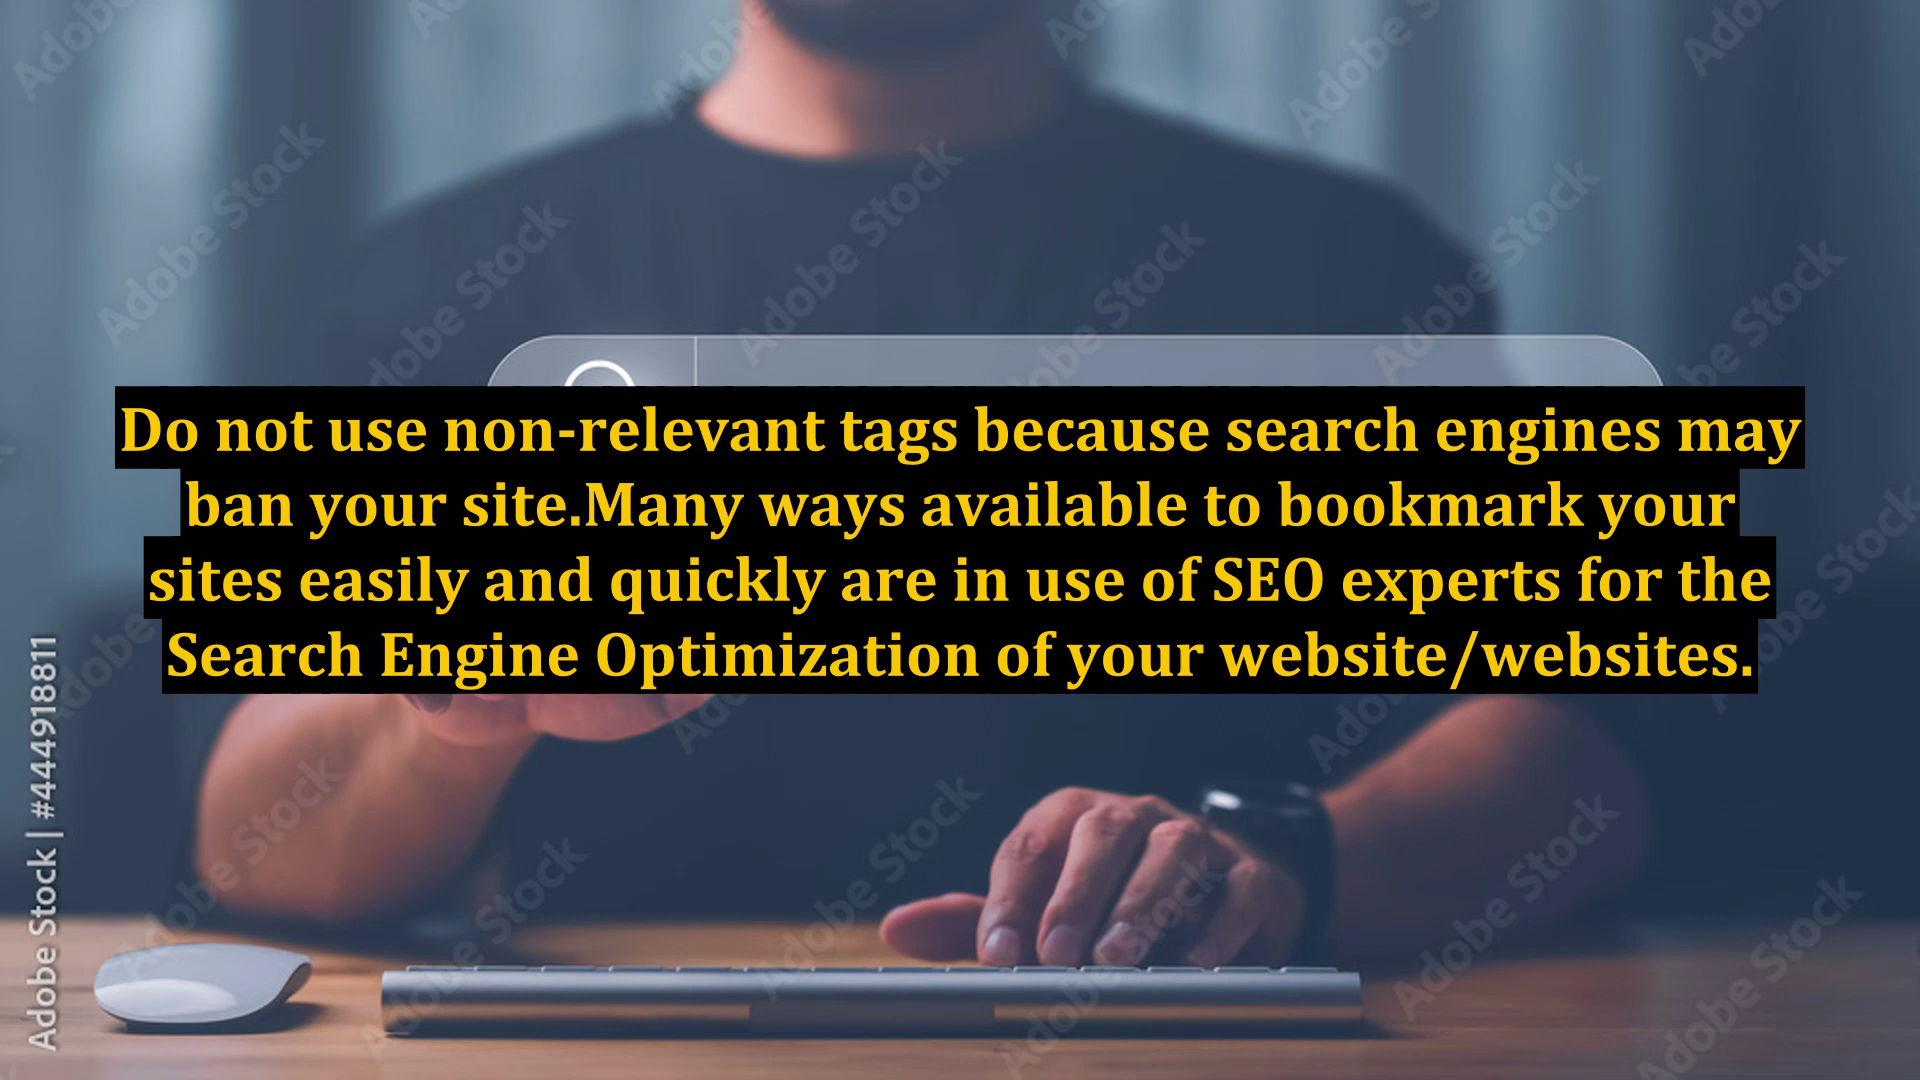 Do not use non-relevant tags because search engines may
ban your site.Many ways available to bookmark your
sites easily and quickly are in use of SEO experts for the
Search Engine Optimization of your website/websites.
Adobe Stock | #444918811
Adobe Stock